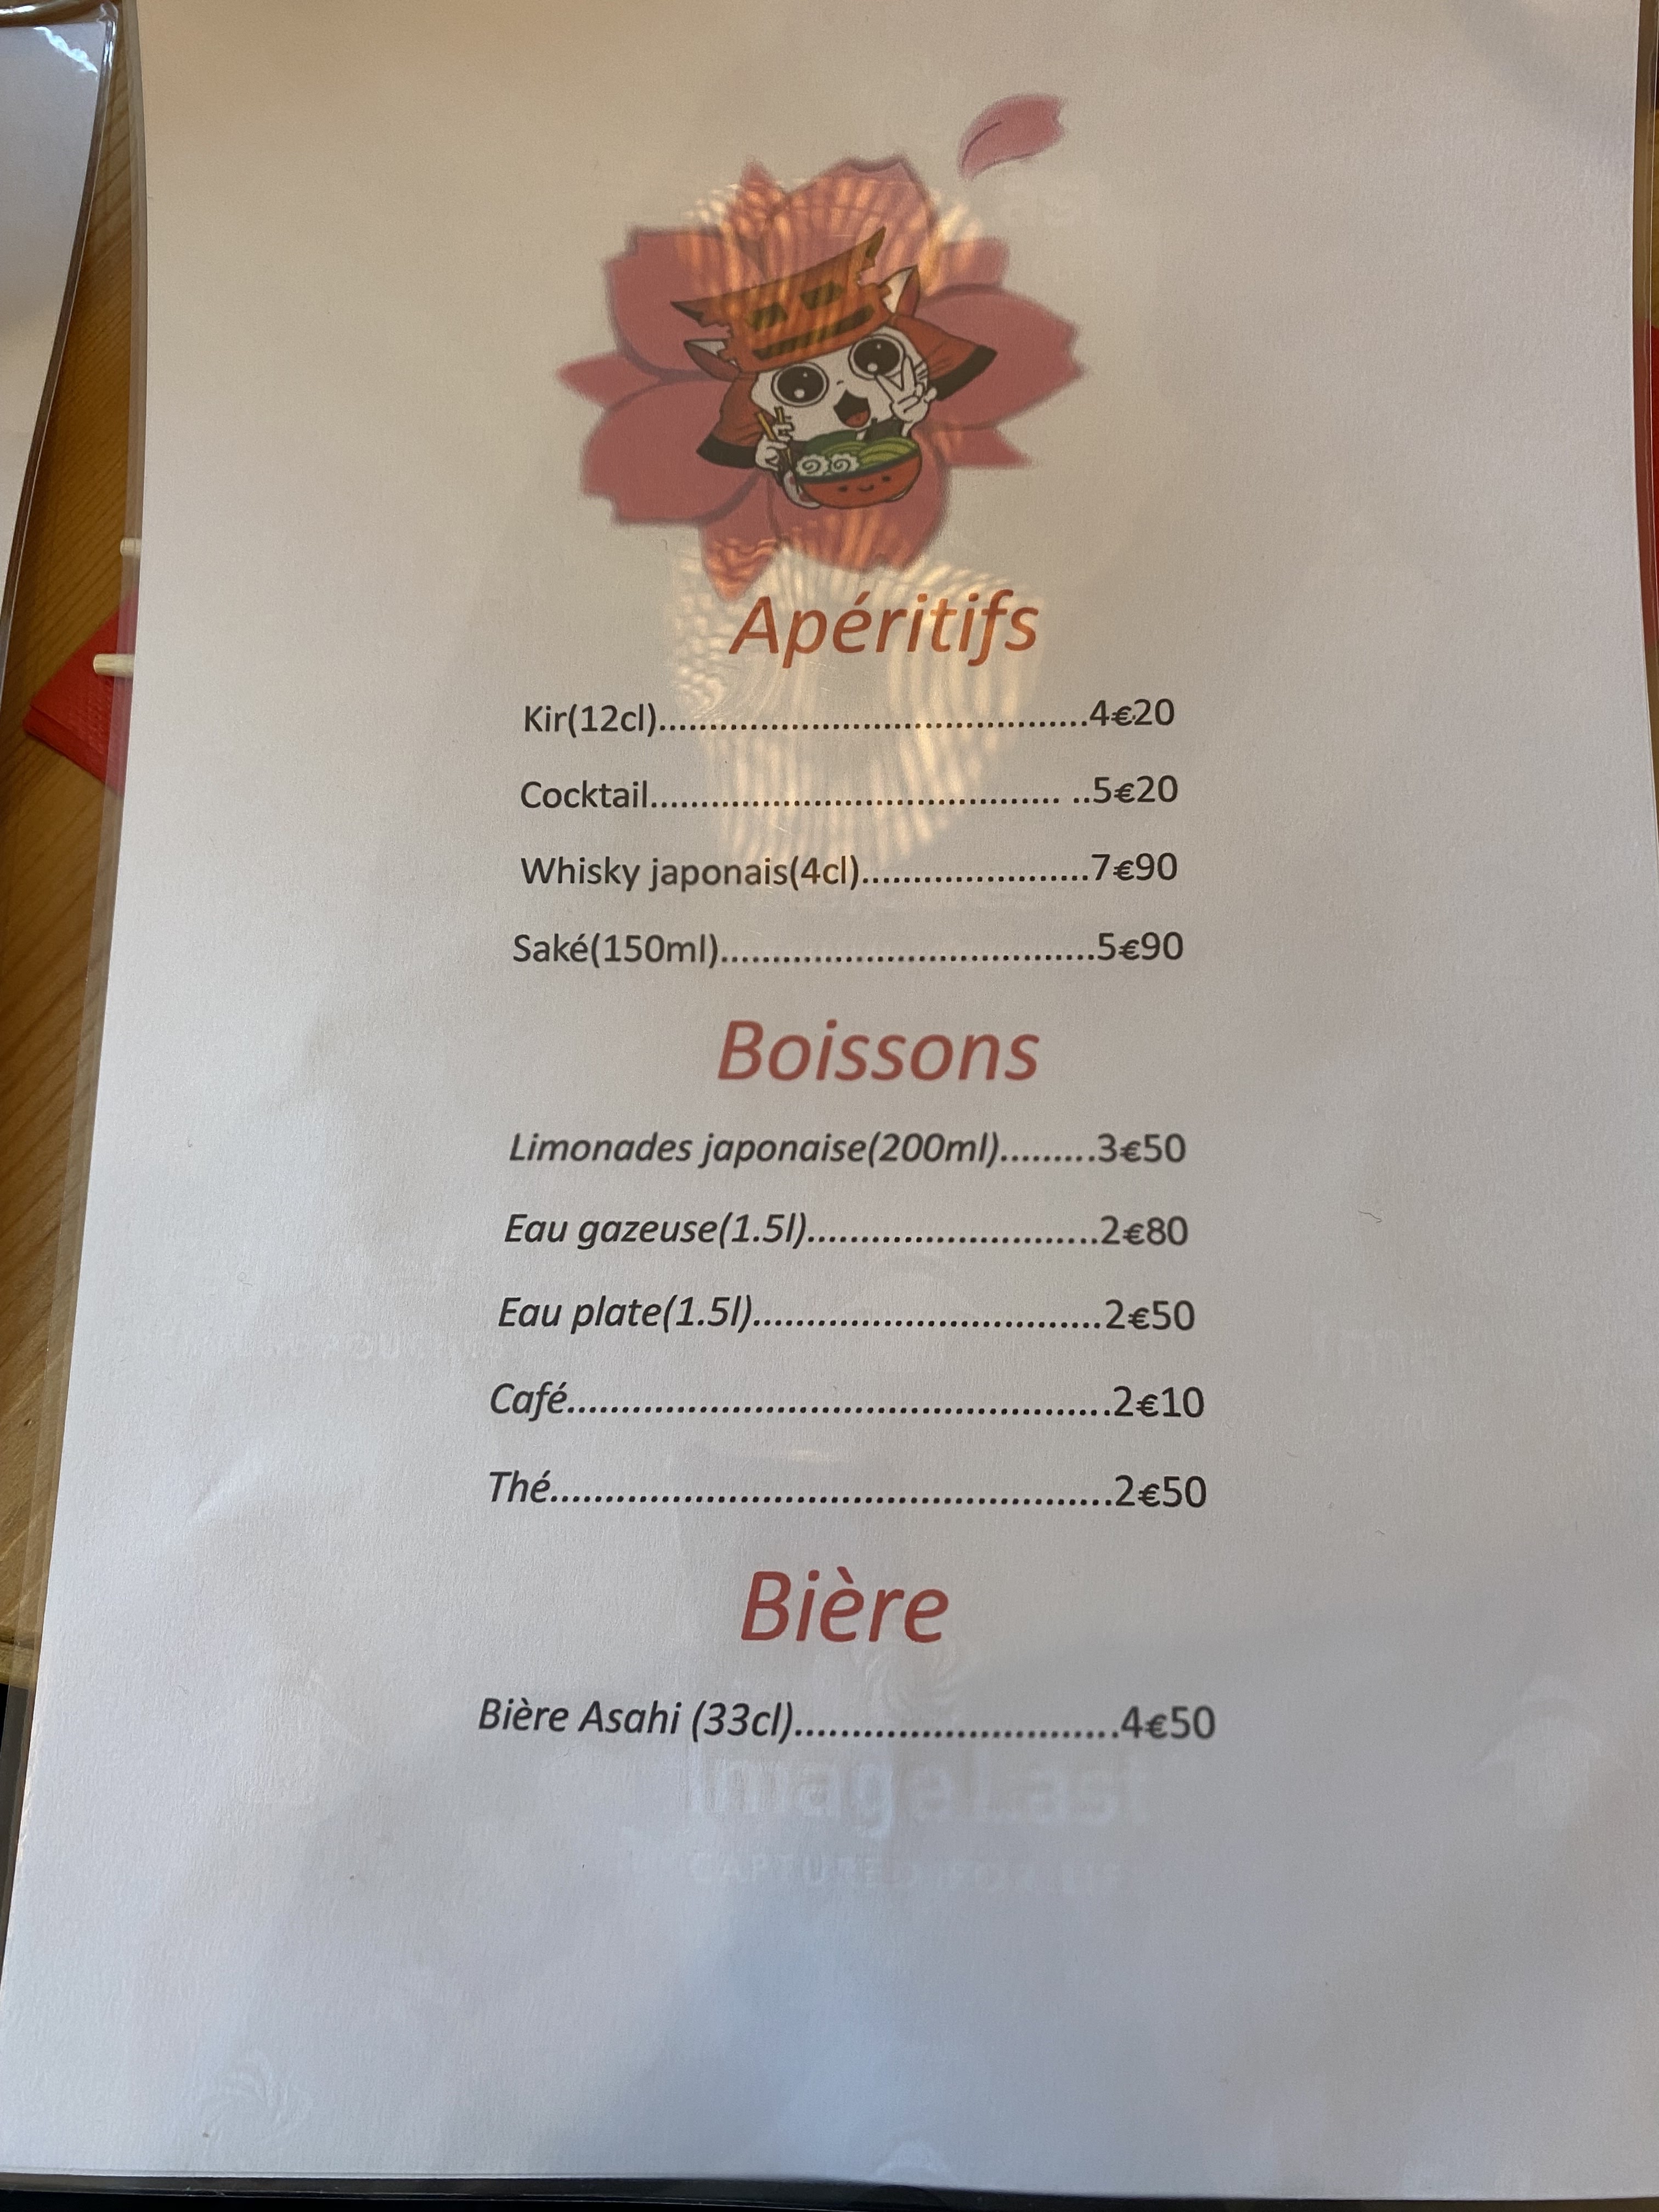 Apéritifs
Kir(12cl)..........................................4€20
Cocktail........................................ ..5€20
Whisky japonais(4cl)......................7€90
Saké(150ml).....................................5€90
Boissons
Limonades japonaise(200ml).........3€50
Eau gazeuse(1.5l)...........................2€80
Eau plate(1.5l).................................2€50
Café...................................................2€10
Thé.....................................................2€50
Bière
Bière Asahi (33cl)............................4€50
imageLast